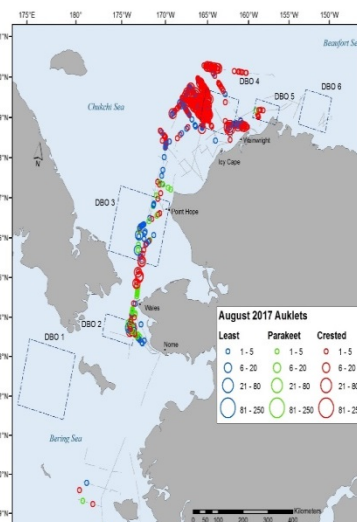 175°W 170°W 165°W 160°W 155°W 150°W
Beaufort Sea
DBO 4
DBO 5
DBO 6
Chukchi Sea
Wainwright
Icy Cape
N
DBO 3
Point Hope
Wales
DBO 2
DBO 1
Nome
Bering Sea
August 2017 Auklets
Least Parakeet Crested
1 - 5 1 - 5 1 - 5
6 - 20 6 - 20 6 - 20
21 - 80 21 - 80 21 - 80
81 - 250 81 - 250 81 - 25
Kilometers
0 50 100 200 300 400